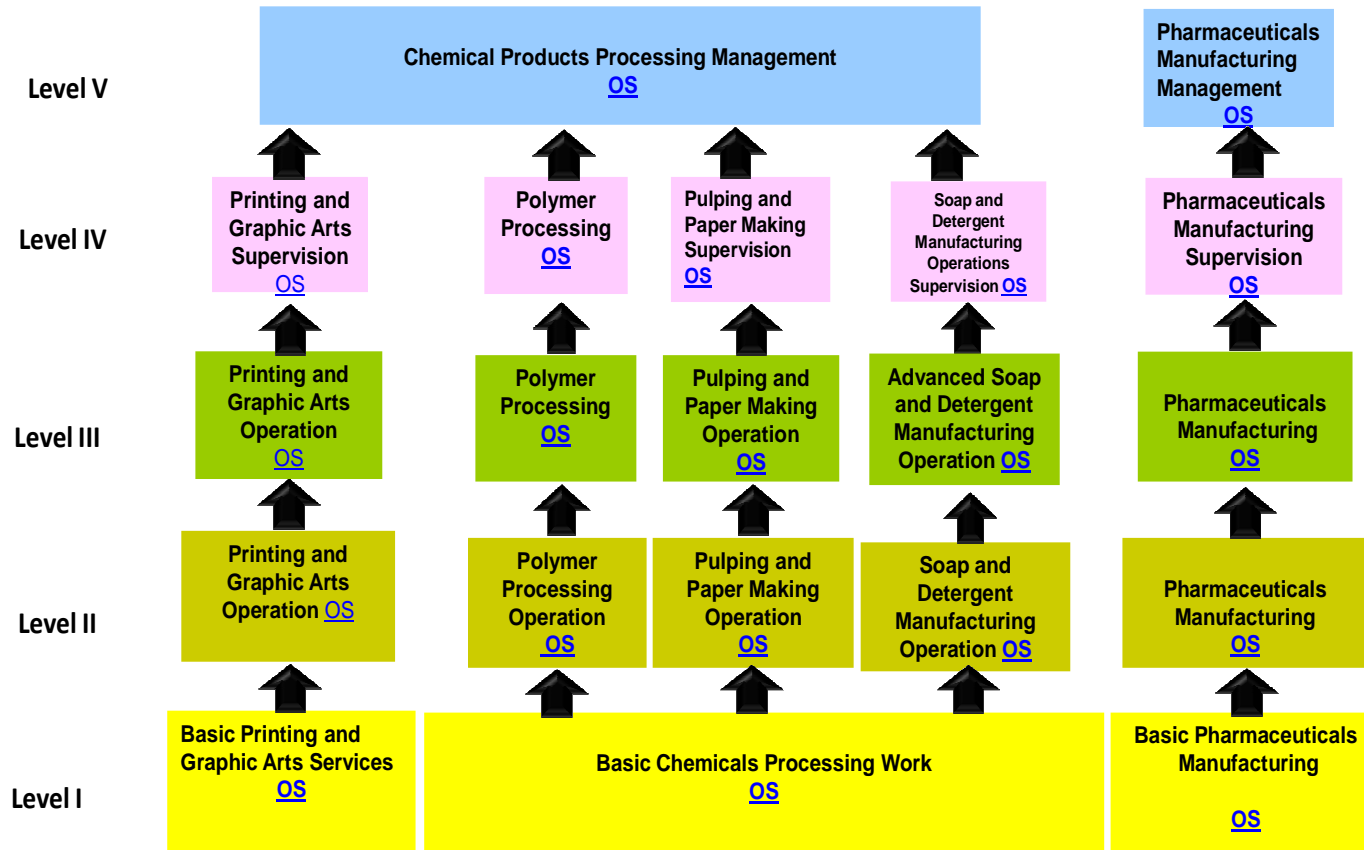 Level V
Chemical Products Processing Management
OS
Pharmaceuticals
Manufacturing
Management
OS
Level IV
Printing and
Graphic Arts
Supervision
OS
Polymer
Processing
OS
Pulping and
Paper Making
Supervision
OS
Soap and
Detergent
Manufacturing
Operations
Supervision OS
Pharmaceuticals
Manufacturing
Supervision
OS
Level III
Printing and
Graphic Arts
Operation
OS
Polymer
Processing
OS
Pulping and
Paper Making
Operation
OS
Advanced Soap
and Detergent
Manufacturing
Operation OS
Pharmaceuticals
Manufacturing
OS
Level II
Printing and
Graphic Arts
Operation OS
Polymer
Processing
Operation
OS
Pulping and
Paper Making
Operation
OS
Soap and
Detergent
Manufacturing
Operation OS
Pharmaceuticals
Manufacturing
OS
Level I
Basic Printing and
Graphic Arts Services
OS
Basic Chemicals Processing Work
OS
Basic Pharmaceuticals
Manufacturing
OS